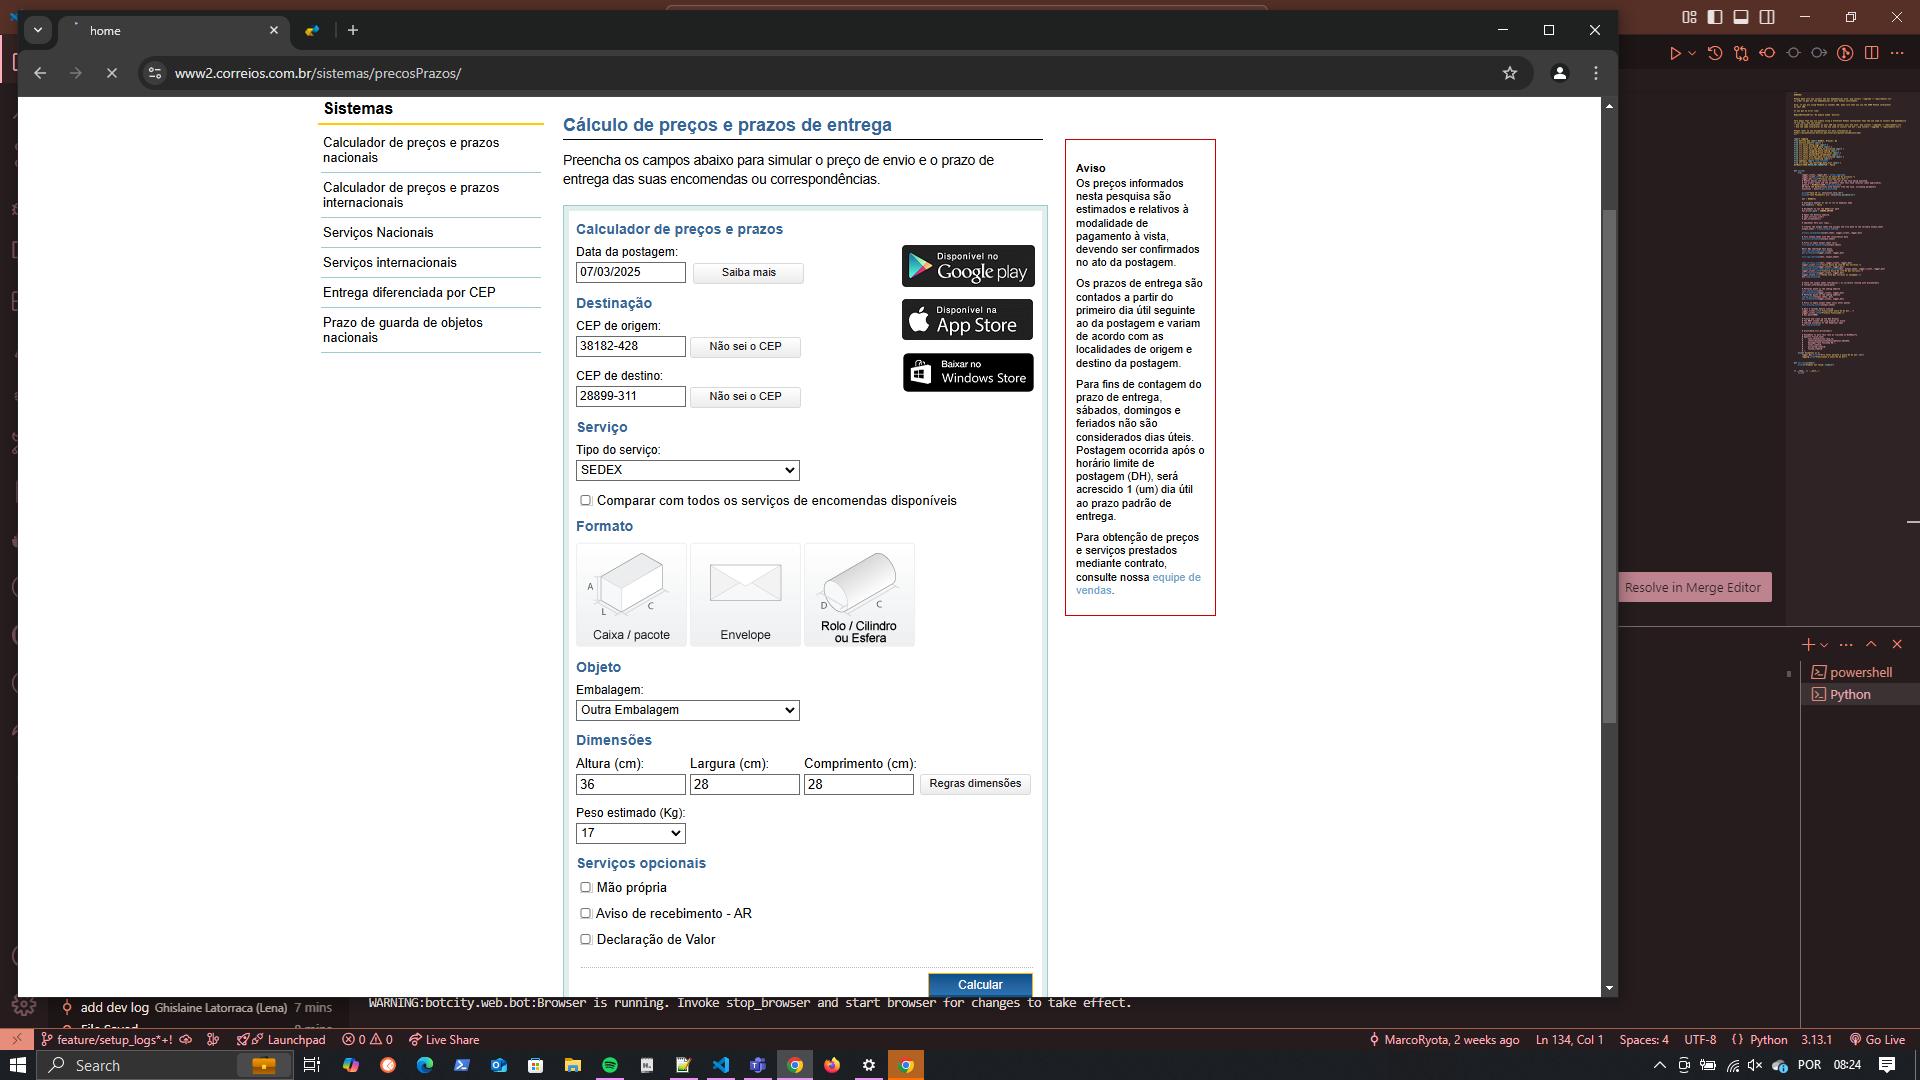 home
www2.correios.com.br/sistemas/precosPrazos/
Sistemas
Calculador de preços e prazos
nacionais
Calculador de preços e prazos
internacionais
Serviços Nacionais
Serviços internacionais
Entrega diferenciada por CEP
Prazo de guarda de objetos
nacionais
Cálculo de preços e prazos de entrega
Preencha os campos abaixo para simular o preço de envio e o prazo de
entrega das suas encomendas ou correspondências.
Calculador de preços e prazos
Data da postagem:
07/03/2025
Saiba mais
Destinação
CEP de origem:
38182-428
Não sei o CEP
CEP de destino:
28899-311
Não sei o CEP
Disponível no
Google play
Disponível na
App Store
Baixar no
Windows Store
Serviço
Tipo do serviço:
SEDEX
Comparar com todos os serviços de encomendas disponíveis
Formato
A
L
C
Caixa / pacote
Envelope
D
C
Rolo / Cilindro
ou Esfera
Objeto
Embalagem:
Outra Embalagem
Dimensões
Altura (cm):
Largura (cm):
Comprimento (cm):
36
28
28
Regras dimensões
Peso estimado (Kg):
17
Serviços opcionais
Mão própria
Aviso de recebimento - AR
Declaração de Valor
Calcular
Aviso
Os preços informados
nesta pesquisa são
estimados e relativos à
modalidade de
pagamento à vista,
devendo ser confirmados
no ato da postagem.
Os prazos de entrega são
contados a partir do
primeiro dia útil seguinte
ao da postagem e variam
de acordo com as
localidades de origem e
destino da postagem.
Para fins de contagem do
prazo de entrega,
sábados, domingos e
feriados não são
considerados dias úteis.
Postagem ocorrida após o
horário limite de
postagem (DH), será
acrescido 1 (um) dia útil
ao prazo padrão de
entrega.
Para obtenção de preços
e serviços prestados
mediante contrato,
consulte nossa equipe de
vendas.
Resolve in Merge Editor
powershell
Python
add dev log Ghislaine Latorraca (Lena) 7 mins
WARNING:botcity.web.bot:Browser is running. Invoke stop_browser and start browser for changes to take effect.
feature/setup_logs*+!
Launchpad
0
0
Live Share
MarcoRyota, 2 weeks ago
Ln 134, Col 1
Spaces: 4
UTF-8
{ } Python
3.13.1
Go Live
Search
POR
08:24